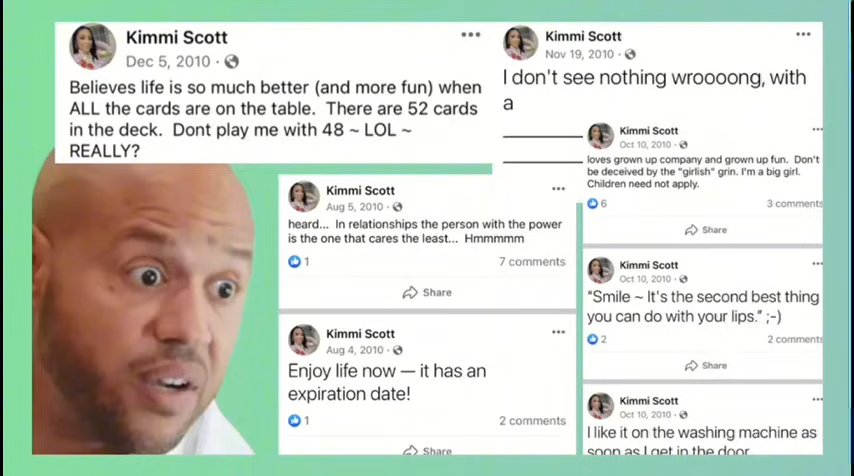 Kimmi Scott
Dec 5, 2010 ·
Believes life is so much better (and more fun) when
ALL the cards are on the table. There are 52 cards
in the deck. Dont play me with 48 ~ LOL ~
REALLY?
Kimmi Scott
Aug 5, 2010 ·
heard... In relationships the person with the power
is the one that cares the least... Hmmmmm
1
7 comments
Share
Kimmi Scott
Aug 4, 2010 ·
Enjoy life now — it has an
expiration date!
1
2 comments
Share
Kimmi Scott
Nov 19, 2010 ·
I don't see nothing wroooong, with
a
Kimmi Scott
Oct 10, 2010 ·
loves grown up company and grown up fun. Don't
be deceived by the "girlish" grin. I'm a big girl.
Children need not apply.
6
3 comments
Share
Kimmi Scott
Oct 10, 2010 ·
"Smile ~ It's the second best thing
you can do with your lips." ;-)
2
2 comments
Share
Kimmi Scott
Oct 10, 2010 ·
I like it on the washing machine as
soon as I get in the door